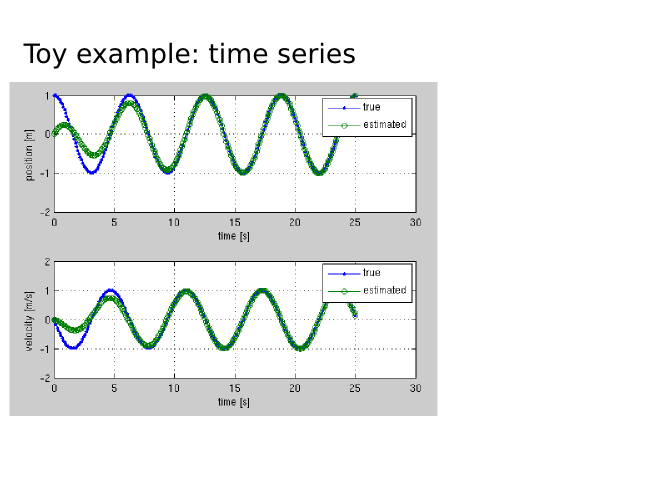 Toy example: time series
1
0
-1
-2
position [m]
true
estimated
0 5 10 15 20 25 30
time [s]
2
1
0
-1
-2
velocity [m/s]
true
estimated
0 5 10 15 20 25 30
time [s]